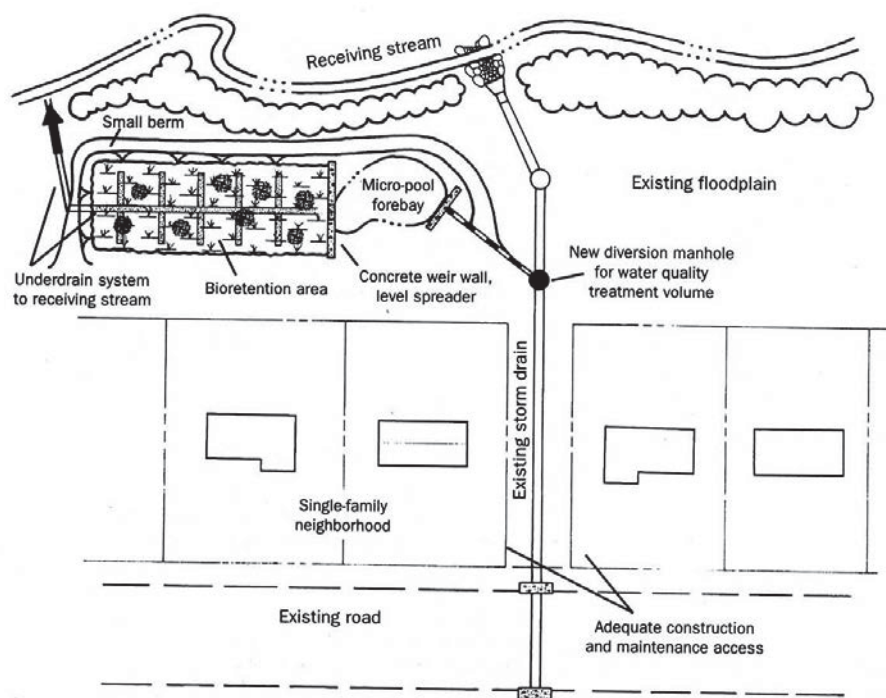 Receiving stream
Small berm
Micro-pool
forebay
Existing floodplain
Underdrain system
to receiving stream
Bioretention area
Concrete weir wall,
level spreader
New diversion manhole
for water quality
treatment volume
Existing storm drain
Single-family
neighborhood
Existing road
Adequate construction
and maintenance access